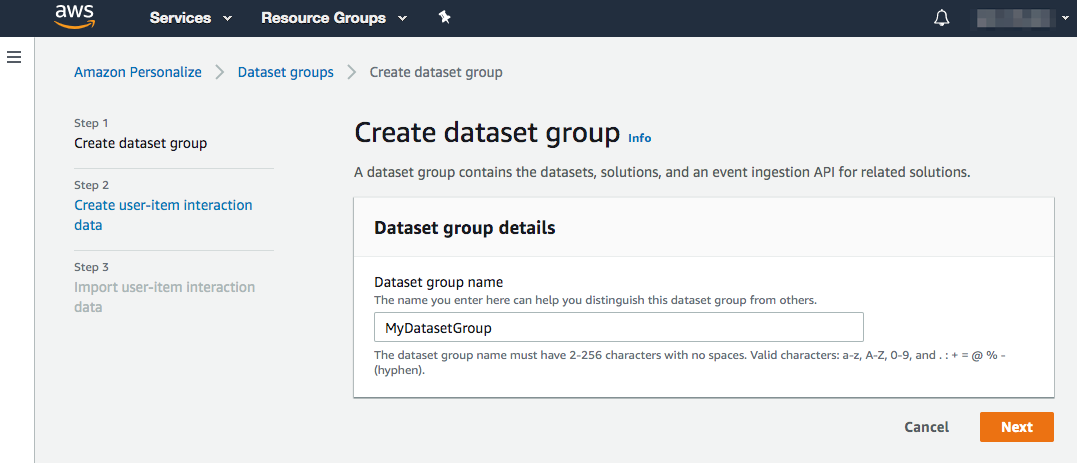 aws Services Resource Groups
Amazon Personalize > Dataset groups > Create dataset group
Step 1
Create dataset group
Step 2
Create user-item interaction
data
Step 3
Import user-item interaction
data
Create dataset group Info
A dataset group contains the datasets, solutions, and an event ingestion API for related solutions.
Dataset group details
Dataset group name
The name you enter here can help you distinguish this dataset group from others.
MyDatasetGroup
The dataset group name must have 2-256 characters with no spaces. Valid characters: a-z, A-Z, 0-9, and . : + = @ % -
(hyphen).
Cancel Next